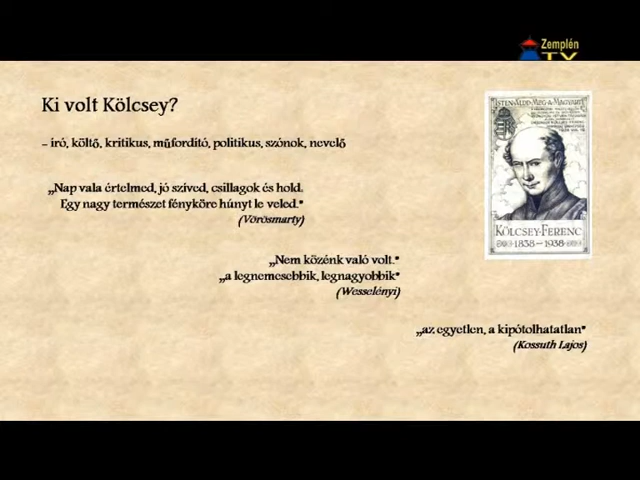 Zemplén
TV
Ki volt Kölcsey?
– író, költő, kritikus, műfordító, politikus, szónok, nevelő
„Nap vala értelmed, jó szíved, csillagok és hold.
Egy nagy természet fényköre húnyt le veled."
(Vörösmarty)
„Nem közénk való volt."
„a legnemesebbik, legnagyobbik"
(Wesselényi)
„az egyetlen, a kipótolhatatlan"
(Kossuth Lajos)
ISTEN-ÁLDD-MEG-A-MAGYART
KÖLCSEY-FERENC
1838–1938